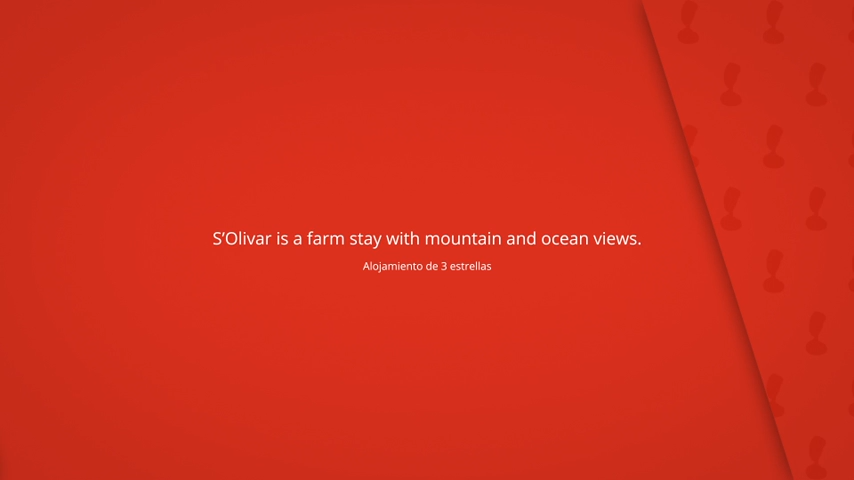 S’Olivar is a farm stay with mountain and ocean views.
Alojamiento de 3 estrellas